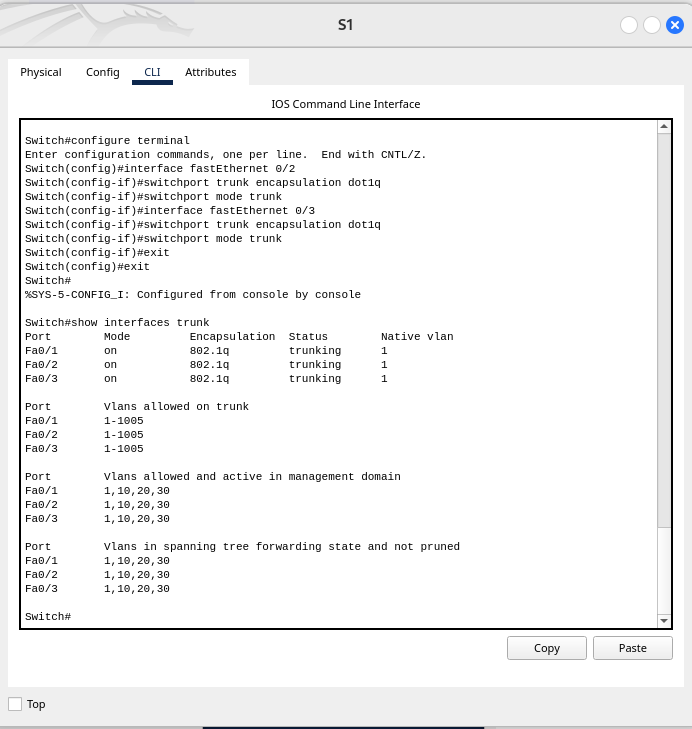 S1
Physical Config CLI Attributes
IOS Command Line Interface
Switch#configure terminal
Enter configuration commands, one per line.  End with CNTL/Z.
Switch(config)#interface fastEthernet 0/2
Switch(config-if)#switchport trunk encapsulation dot1q
Switch(config-if)#switchport mode trunk
Switch(config-if)#interface fastEthernet 0/3
Switch(config-if)#switchport trunk encapsulation dot1q
Switch(config-if)#switchport mode trunk
Switch(config-if)#exit
Switch(config)#exit
Switch#
%SYS-5-CONFIG_I: Configured from console by console
Switch#show interfaces trunk
Port        Mode         Encapsulation  Status        Native vlan
Fa0/1       on           802.1q         trunking      1
Fa0/2       on           802.1q         trunking      1
Fa0/3       on           802.1q         trunking      1
Port        Vlans allowed on trunk
Fa0/1       1-1005
Fa0/2       1-1005
Fa0/3       1-1005
Port        Vlans allowed and active in management domain
Fa0/1       1,10,20,30
Fa0/2       1,10,20,30
Fa0/3       1,10,20,30
Port        Vlans in spanning tree forwarding state and not pruned
Fa0/1       1,10,20,30
Fa0/2       1,10,20,30
Fa0/3       1,10,20,30
Switch#
Copy Paste
Top